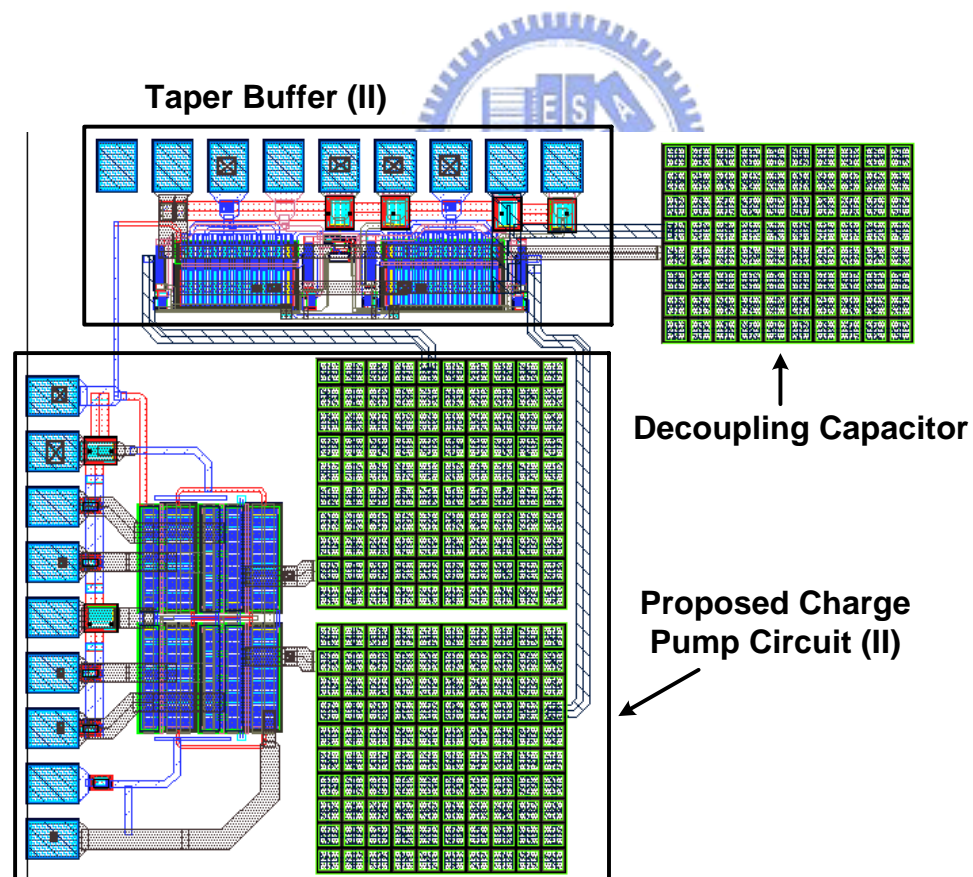 E S A
Taper Buffer (II)
Decoupling Capacitor
Proposed Charge
Pump Circuit (II)